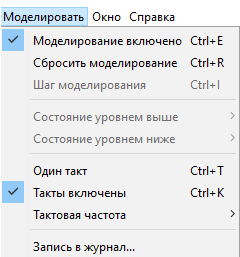 Моделировать Окно Справка
Моделирование включено Ctrl+E
Сбросить моделирование Ctrl+R
Шаг моделирования Ctrl+I
Состояние уровнем выше
Состояние уровнем ниже
Один такт Ctrl+T
Такты включены Ctrl+K
Тактовая частота
Запись в журнал...